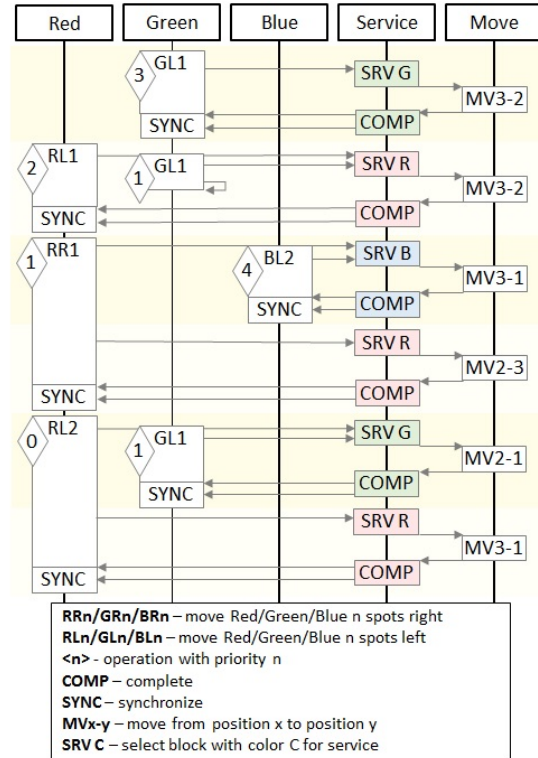 Red Green Blue Service Move
3 GL1 SRV G
MV3-2
SYNC COMP
2 RL1 1 GL1 SRV R
MV3-2
SYNC COMP
1 RR1 4 BL2 SRV B
MV3-1
SYNC COMP
SRV R
MV2-3
SYNC COMP
0 RL2 1 GL1 SRV G
MV2-1
SYNC COMP
SRV R
MV3-1
SYNC COMP
RRn/GRn/BRn – move Red/Green/Blue n spots right
RLn/GLn/BLn – move Red/Green/Blue n spots left
<n> - operation with priority n
COMP – complete
SYNC – synchronize
MVx-y – move from position x to position y
SRV C – select block with color C for service